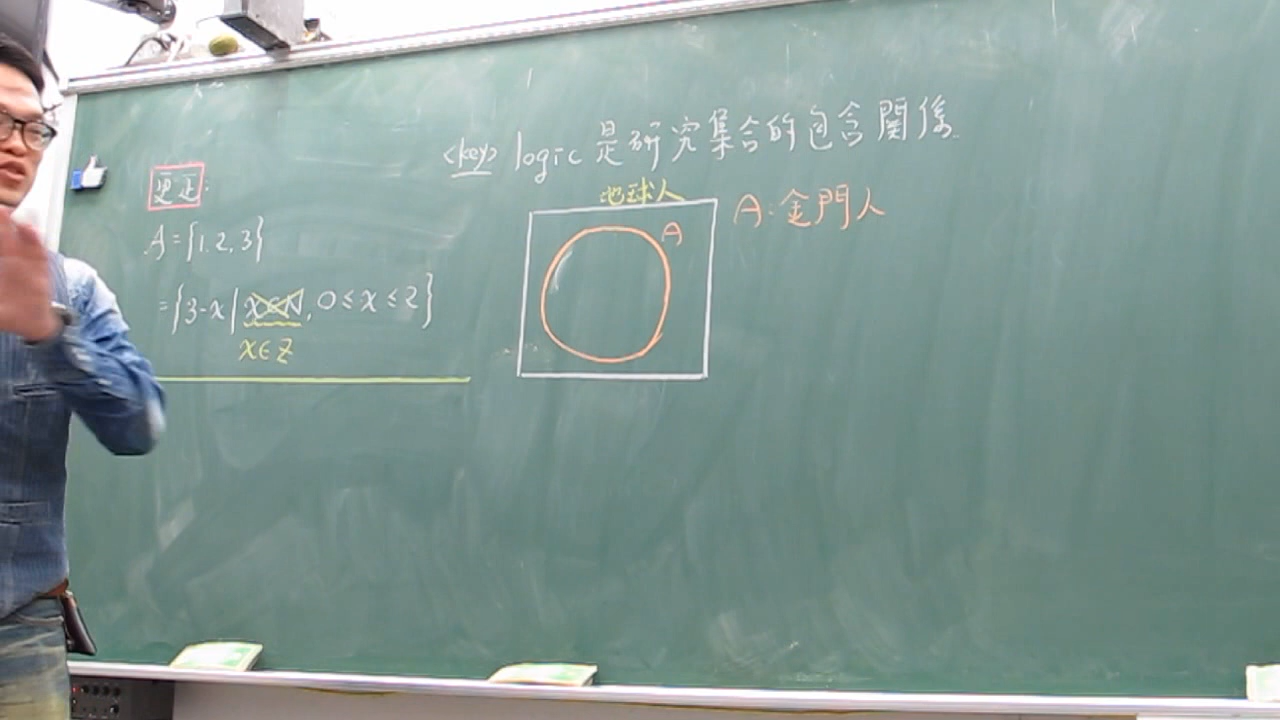 <key> logic 是研究集合的包含關係.
更正:
A={1,2,3}
={3-x|x∈N,0≤x≤2}
x∈Z
地球人
A
A:金門人